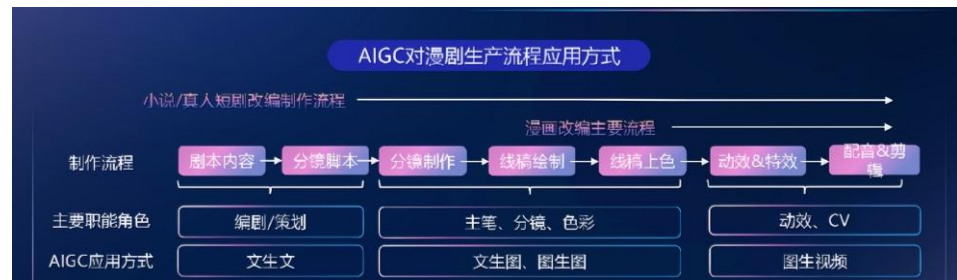 AIGC对漫剧生产流程应用方式
小说/真人短剧改编制作流程
漫画改编主要流程
制作流程 剧本内容 分镜脚本 分镜制作 线稿绘制 线稿上色 动效&特效 配音&剪辑
主要职能角色 编剧/策划 主笔、分镜、色彩 动效、CV
AIGC应用方式 文生文 文生图、图生图 图生视频